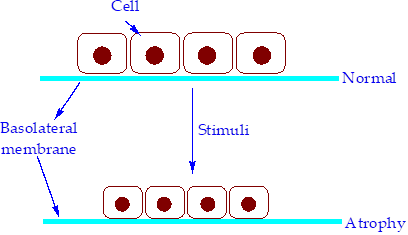 Cell
Normal
Basolateral
membrane
Stimuli
Atrophy